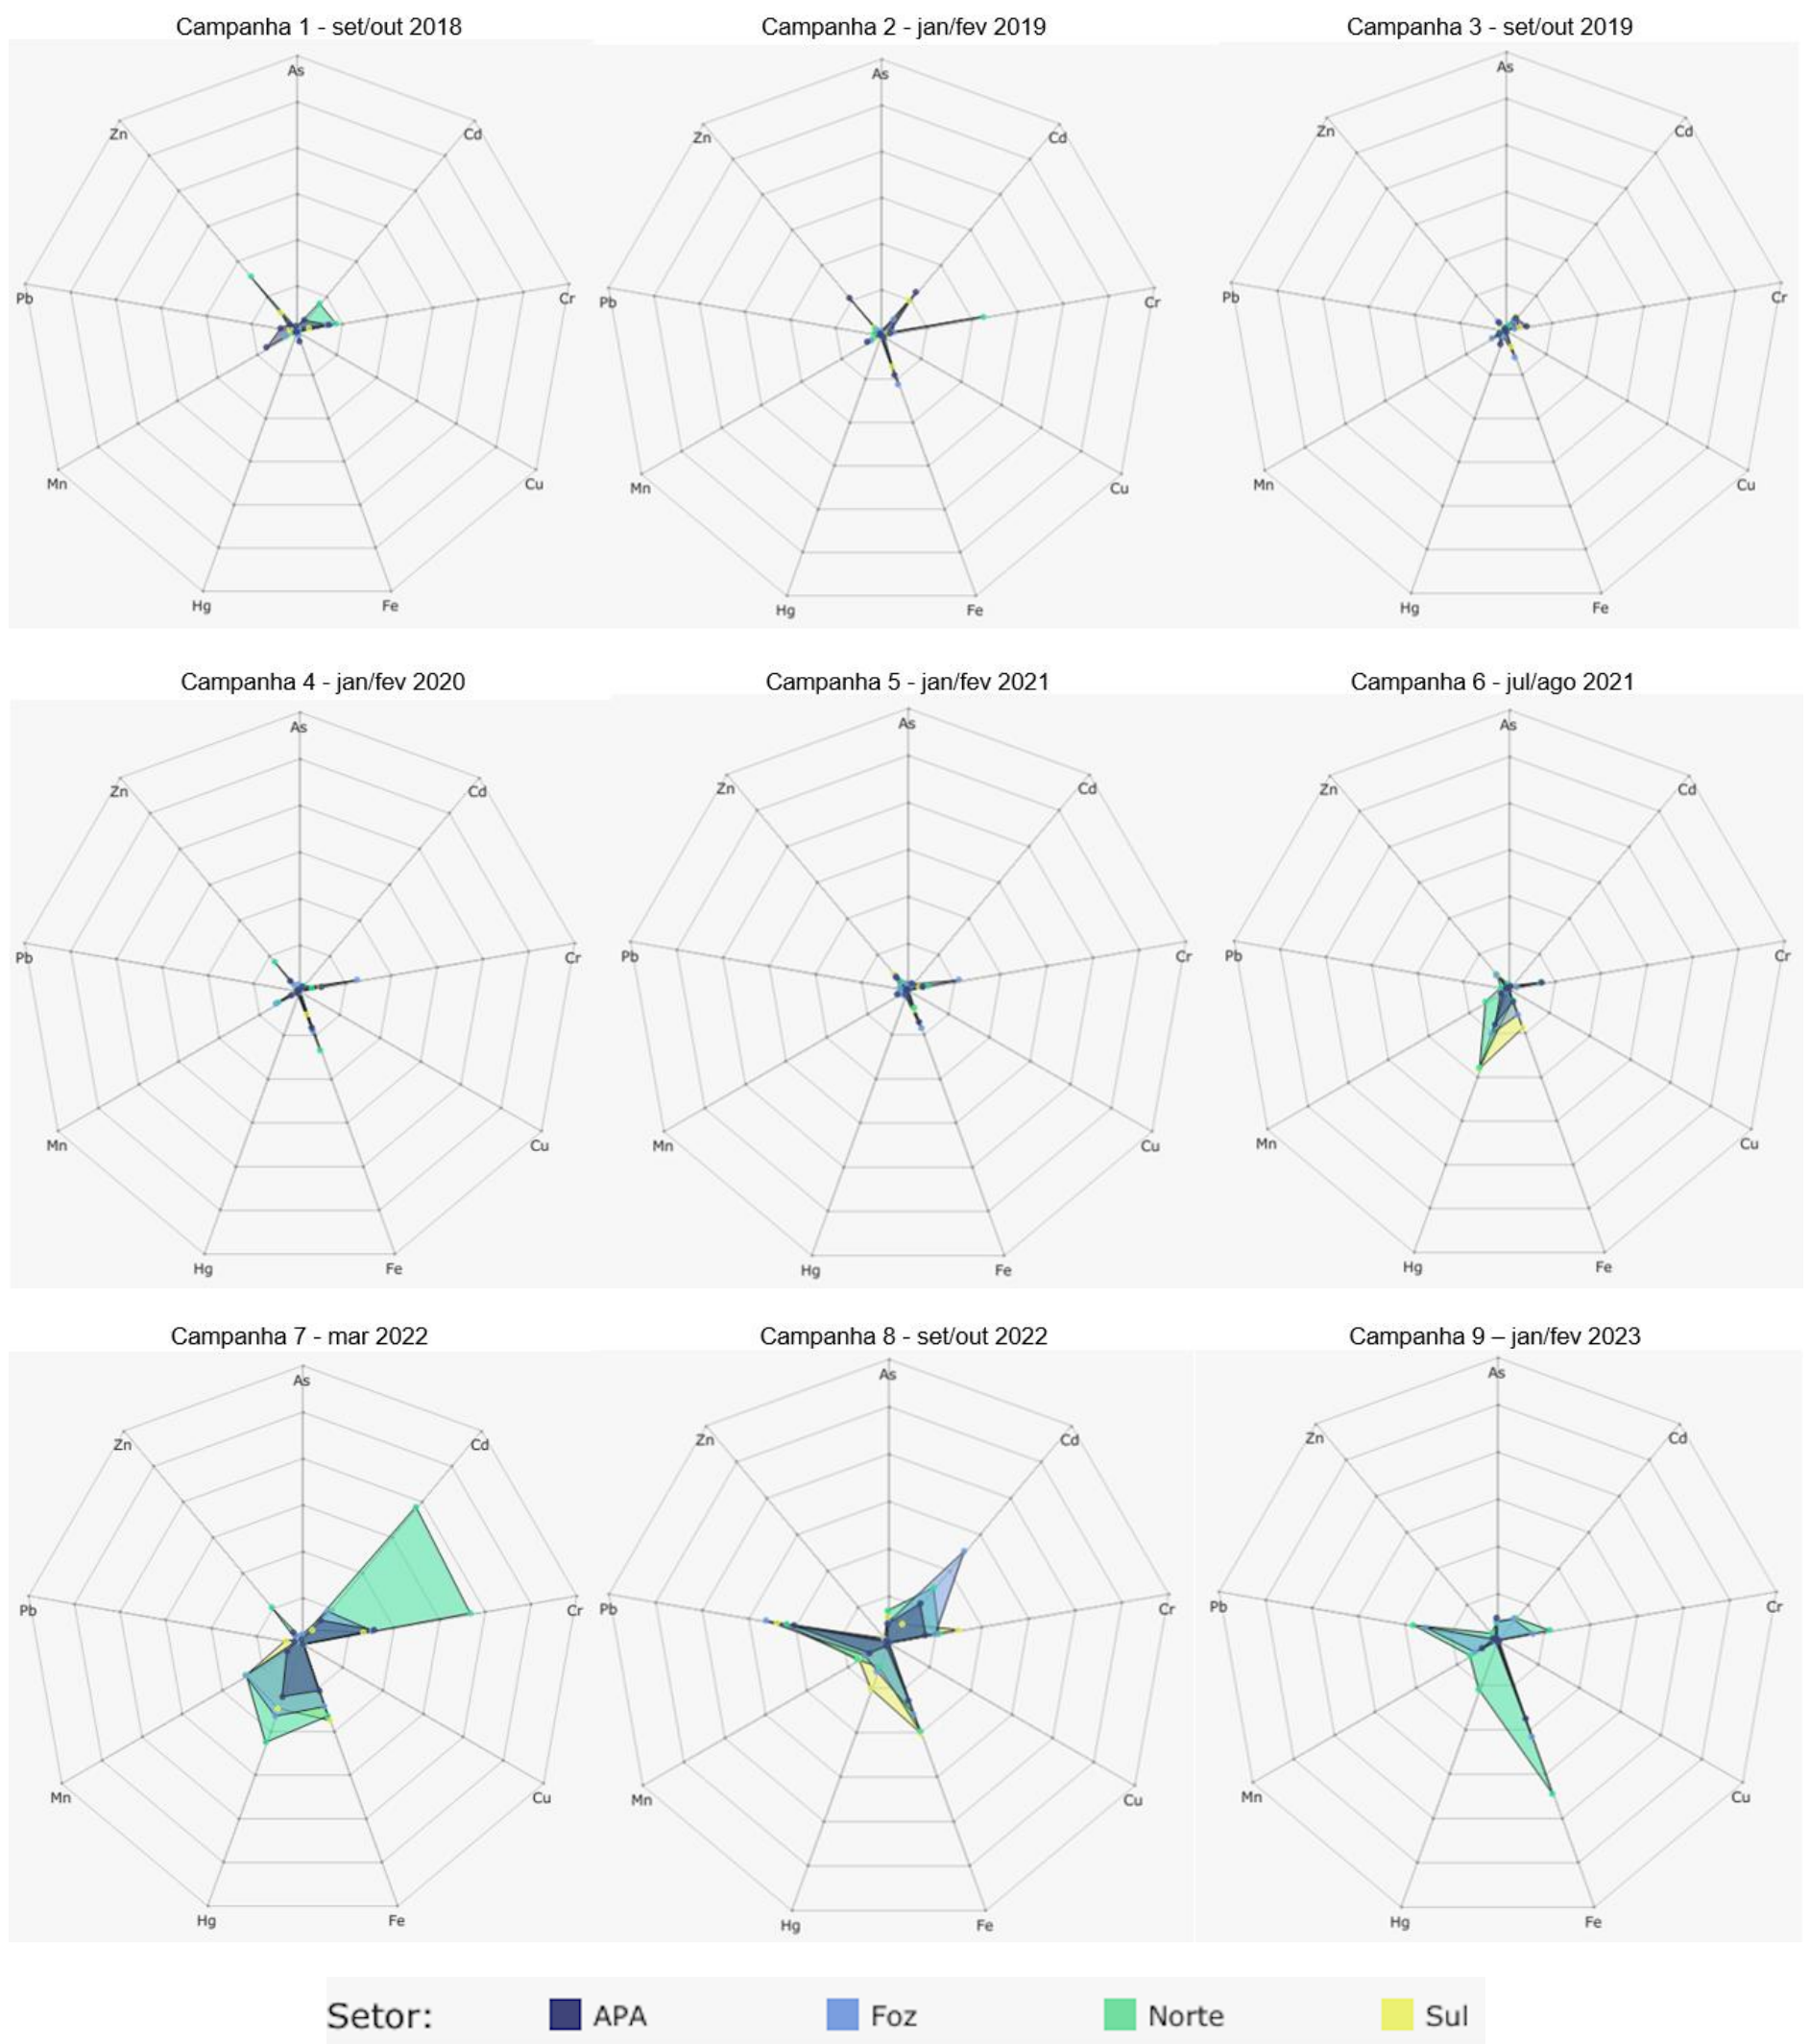 Campanha 1 - set/out 2018
Campanha 2 - jan/fev 2019
Campanha 3 - set/out 2019
As
Zn
Cd
Pb
Cr
Mn
Cu
Hg
Fe
As
Zn
Cd
Pb
Cr
Mn
Cu
Hg
Fe
As
Zn
Cd
Pb
Cr
Mn
Cu
Hg
Fe
Campanha 4 - jan/fev 2020
Campanha 5 - jan/fev 2021
Campanha 6 - jul/ago 2021
As
Zn
Cd
Pb
Cr
Mn
Cu
Hg
Fe
As
Zn
Cd
Pb
Cr
Mn
Cu
Hg
Fe
As
Zn
Cd
Pb
Cr
Mn
Cu
Hg
Fe
Campanha 7 - mar 2022
Campanha 8 - set/out 2022
Campanha 9 – jan/fev 2023
As
Zn
Cd
Pb
Cr
Mn
Cu
Hg
Fe
As
Zn
Cd
Pb
Cr
Mn
Cu
Hg
Fe
As
Zn
Cd
Pb
Cr
Mn
Cu
Hg
Fe
Setor: APA Foz Norte Sul